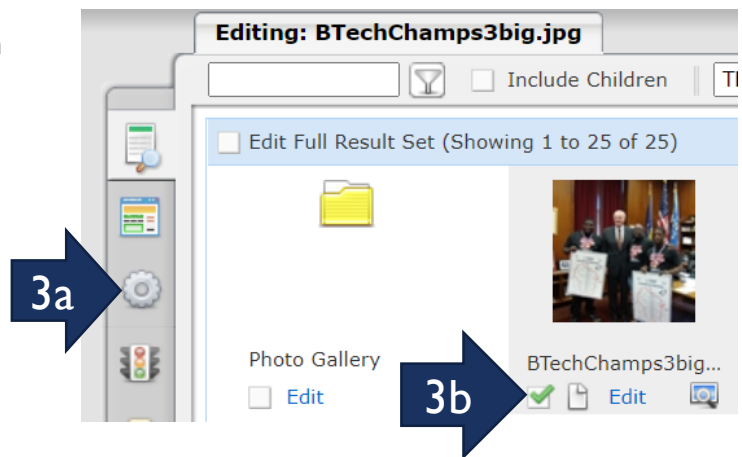 Editing: BTechChamps3big.jpg
Include Children
Edit Full Result Set (Showing 1 to 25 of 25)
3a
Photo Gallery
BTechChamps3big...
Edit
3b
Edit